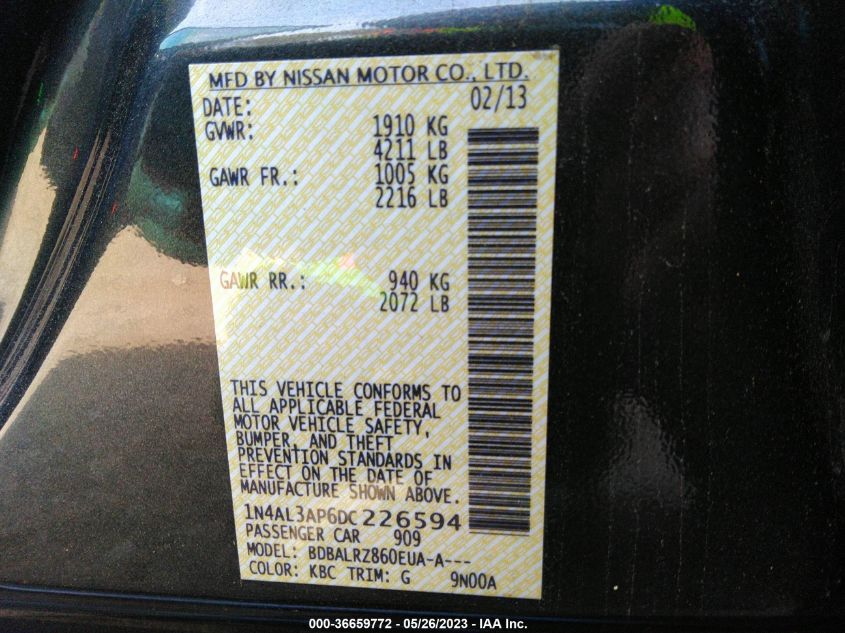 MFD BY NISSAN MOTOR CO., LTD.
DATE: 02/13
GVWR: 1910 KG
4211 LB
GAWR FR.: 1005 KG
2216 LB
GAWR RR.: 940 KG
2072 LB
THIS VEHICLE CONFORMS TO
ALL APPLICABLE FEDERAL
MOTOR VEHICLE SAFETY,
BUMPER, AND THEFT
PREVENTION STANDARDS IN
EFFECT ON THE DATE OF
MANUFACTURE SHOWN ABOVE.
1N4AL3AP6DC226594
PASSENGER CAR 909
MODEL: BDBALRZ860EUA-A---
COLOR: KBC TRIM: G 9N00A
000-36659772 - 05/26/2023 - IAA Inc.